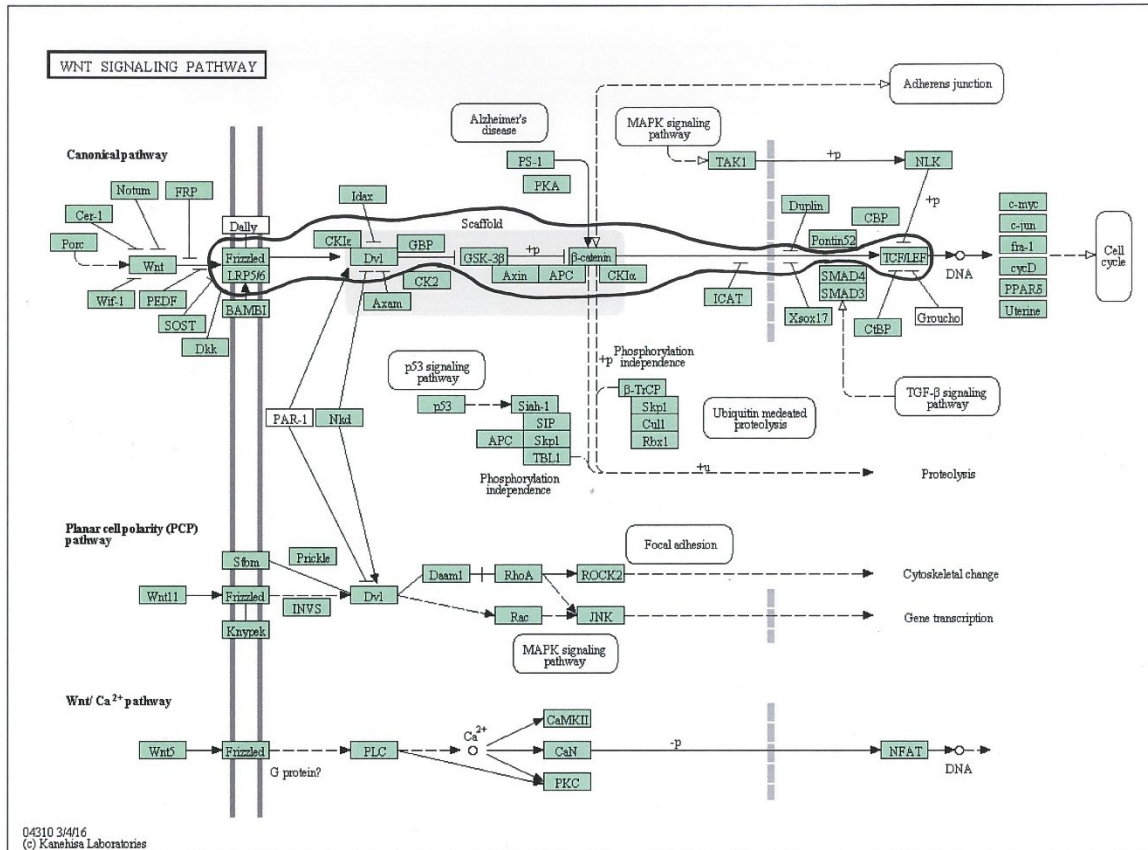 WNT SIGNALING PATHWAY
Adherens junction
Alzheimer's
disease
MAPK signaling
pathway
Canonical pathway
PS-1
TAK1
+p
NLK
PKA
Notum
FRP
Idax
Cer-1
Dally
Scaffold
Duplin
CBP
+p
c-myc
Porc
CKIε
GBP
Pontin52
c-jun
Wnt
Frizzled
Dvl
GSK-3β
+p
β-catenin
TCF/LEF
DNA
fra-1
Cell
cycle
LRP5/6
Axin
APC
CKIα
SMAD4
cycD
Wif-1
PEDF
CK2
SMAD3
PPARδ
BAMBI
Axam
ICAT
Xsox17
Groucho
Uterine
SOST
CtBP
Dkk
+p
Phosphorylation
independence
p53 signaling
pathway
TGF-β signaling
pathway
β-TrCP
PAR-1
Nkd
p53
Siah-1
Skp1
Ubiquitin medeated
proteolysis
SIP
Cul1
APC
Skp1
Rbx1
TBL1
+u
Proteolysis
Phosphorylation
independence
Planar cell polarity (PCP)
pathway
Focal adhesion
Stbm
Prickle
Daam1
RhoA
ROCK2
Cytoskeletal change
Wnt11
Frizzled
INVS
Dvl
Rac
JNK
Gene transcription
Knypek
MAPK signaling
pathway
Wnt/ Ca2+ pathway
CaMKII
Ca2+
Wnt5
Frizzled
PLC
CaN
-p
NFAT
DNA
G protein?
PKC
04310 3/4/16
(c) Kanehisa Laboratories